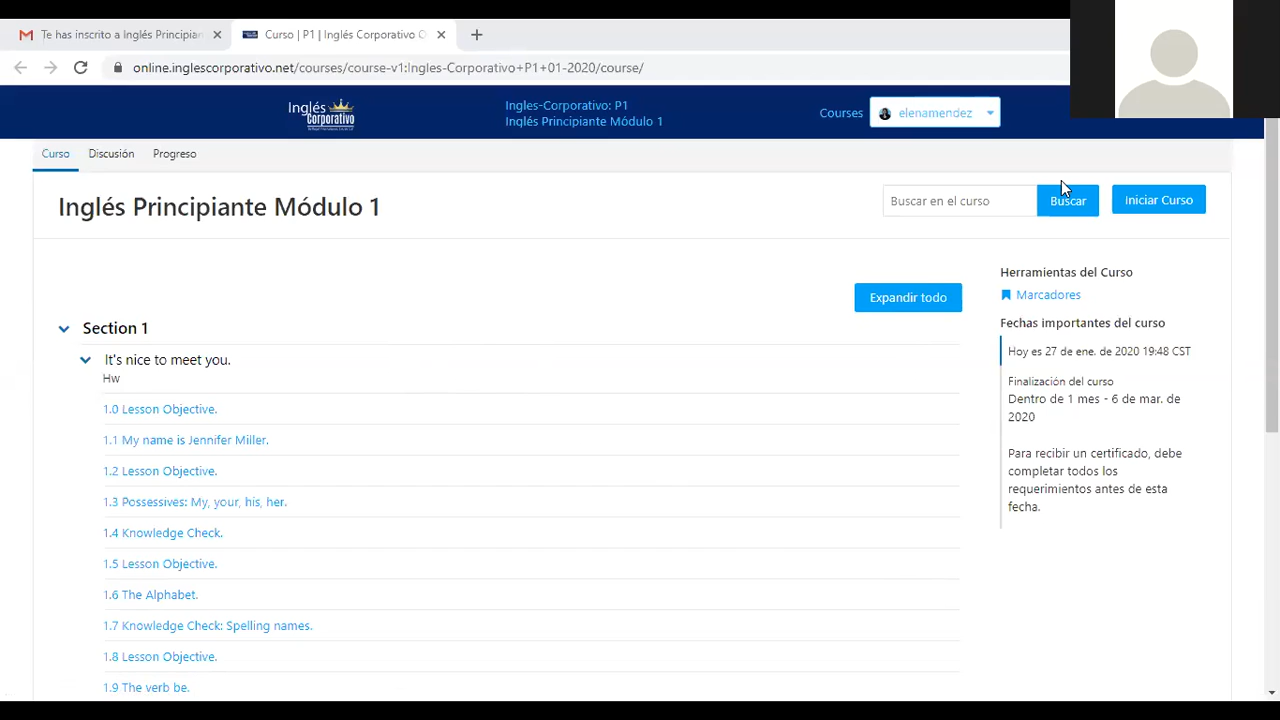 Te has inscrito a Inglés Principian
Curso | P1 | Inglés Corporativo O
online.inglescorporativo.net/courses/course-v1:Ingles-Corporativo+P1+01-2020/course/
Inglés
Corporativo
Ingles-Corporativo: P1
Inglés Principiante Módulo 1
Courses
elenamendez
Curso
Discusión
Progreso
Inglés Principiante Módulo 1
Buscar en el curso
Buscar
Iniciar Curso
Expandir todo
Section 1
It's nice to meet you.
Hw
1.0 Lesson Objective.
1.1 My name is Jennifer Miller.
1.2 Lesson Objective.
1.3 Possessives: My, your, his, her.
1.4 Knowledge Check.
1.5 Lesson Objective.
1.6 The Alphabet.
1.7 Knowledge Check: Spelling names.
1.8 Lesson Objective.
1.9 The verb be.
Herramientas del Curso
Marcadores
Fechas importantes del curso
Hoy es 27 de ene. de 2020 19:48 CST
Finalización del curso
Dentro de 1 mes - 6 de mar. de
2020
Para recibir un certificado, debe
completar todos los
requerimientos antes de esta
fecha.